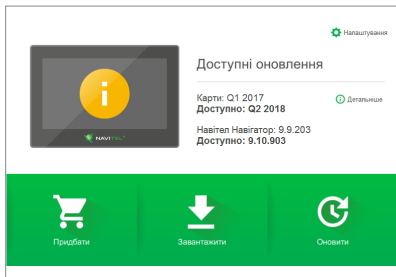 Налаштування
Доступні оновлення
Карти: Q1 2017
Доступно: Q2 2018
Детальніше
Навітел Навігатор: 9.9.203
Доступно: 9.10.903
NAVITEL
Придбати
Завантажити
Оновити